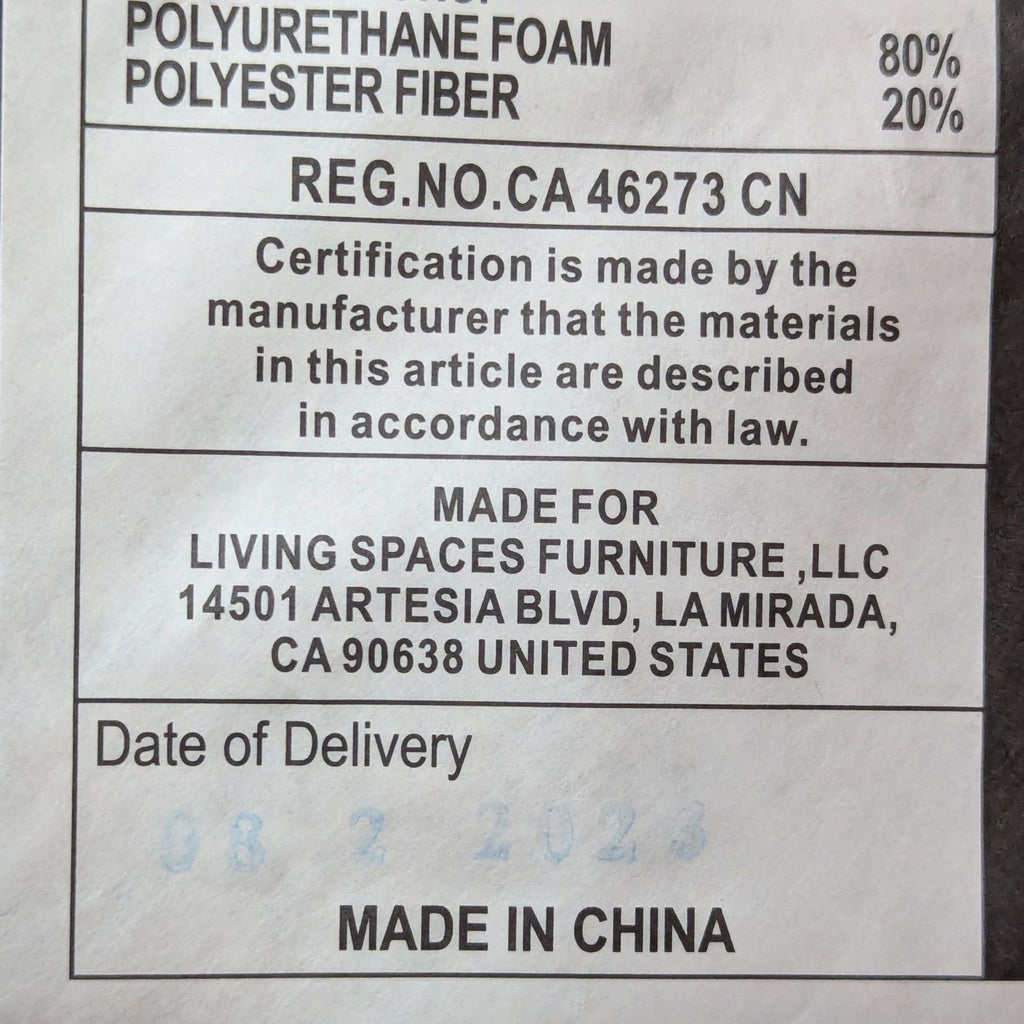 POLYURETHANE FOAM 80%
POLYESTER FIBER 20%
REG.NO.CA 46273 CN
Certification is made by the
manufacturer that the materials
in this article are described
in accordance with law.
MADE FOR
LIVING SPACES FURNITURE ,LLC
14501 ARTESIA BLVD, LA MIRADA,
CA 90638 UNITED STATES
Date of Delivery
08 2 2023
MADE IN CHINA